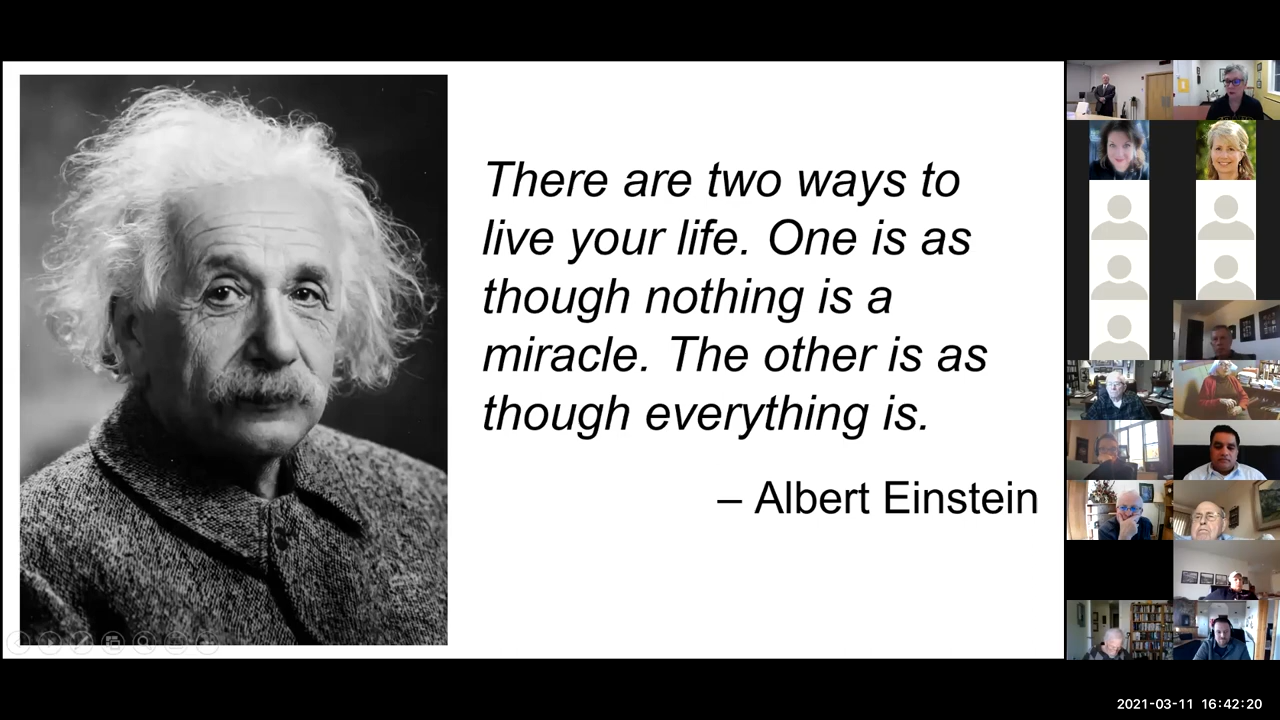 There are two ways to
live your life. One is as
though nothing is a
miracle. The other is as
though everything is.
– Albert Einstein
2021-03-11 16:42:20